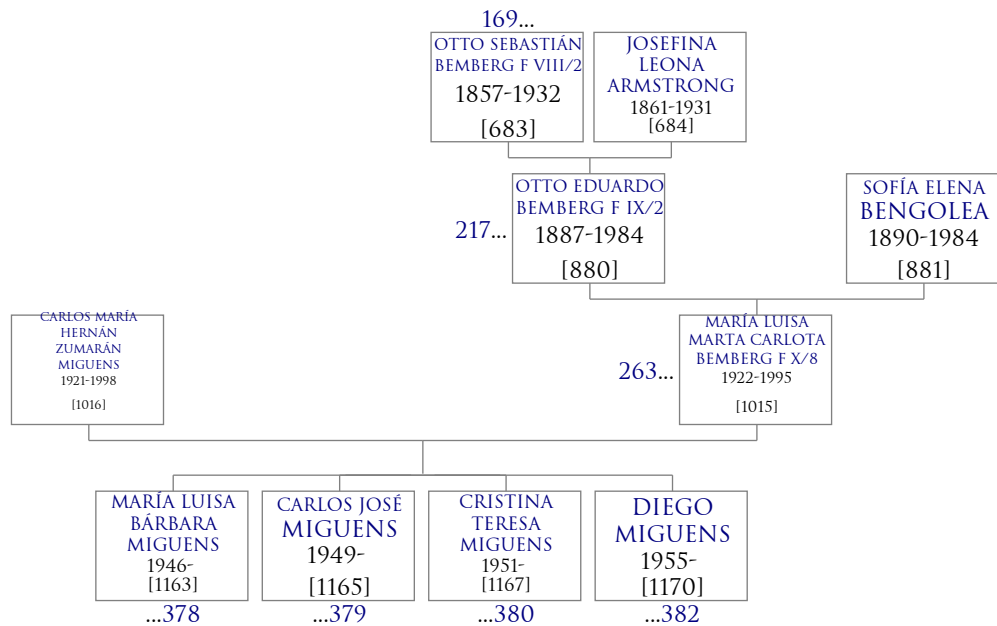 169...
OTTO SEBASTIÁN
BEMBERG F VIII/2
1857-1932
[683]
JOSEFINA
LEONA
ARMSTRONG
1861-1931
[684]
217...
OTTO EDUARDO
BEMBERG F IX/2
1887-1984
[880]
SOFÍA ELENA
BENGOLEA
1890-1984
[881]
CARLOS MARÍA
HERNÁN
ZUMARÁN
MIGUENS
1921-1998
[1016]
263...
MARÍA LUISA
MARTA CARLOTA
BEMBERG F X/8
1922-1995
[1015]
MARÍA LUISA
BÁRBARA
MIGUENS
1946-
[1163]
...378
CARLOS JOSÉ
MIGUENS
1949-
[1165]
...379
CRISTINA
TERESA
MIGUENS
1951-
[1167]
...380
DIEGO
MIGUENS
1955-
[1170]
...382